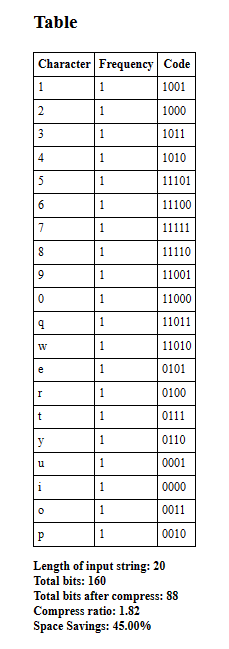 Table
Character Frequency Code
1 1 1001
2 1 1000
3 1 1011
4 1 1010
5 1 11101
6 1 11100
7 1 11111
8 1 11110
9 1 11001
0 1 11000
q 1 11011
w 1 11010
e 1 0101
r 1 0100
t 1 0111
y 1 0110
u 1 0001
i 1 0000
o 1 0011
p 1 0010
Length of input string: 20
Total bits: 160
Total bits after compress: 88
Compress ratio: 1.82
Space Savings: 45.00%